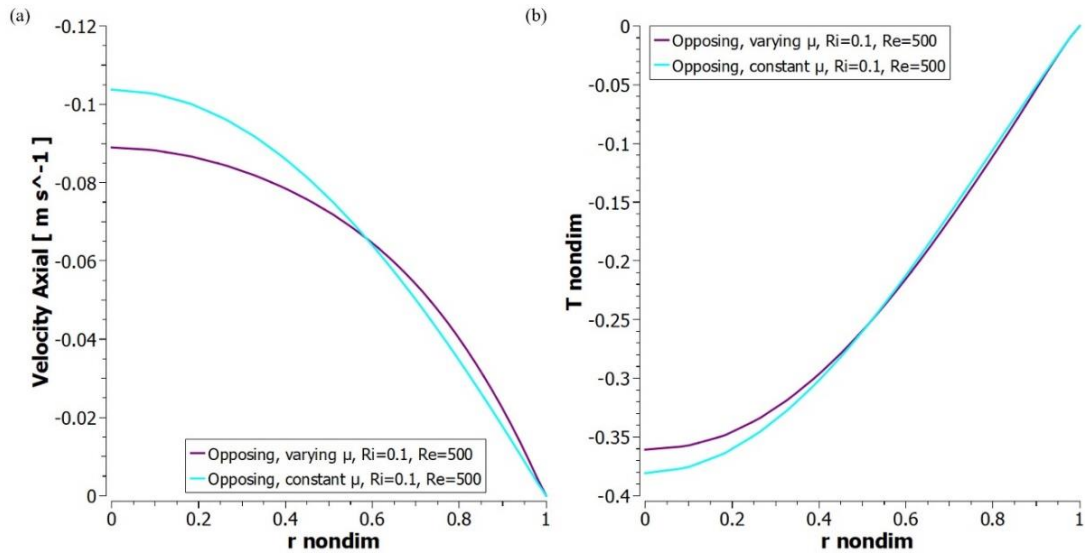 (a)
-0.12
-0.1
-0.08
-0.06
-0.04
-0.02
0
Velocity Axial [ m s^-1 ]
Opposing, varying μ, Ri=0.1, Re=500
Opposing, constant μ, Ri=0.1, Re=500
0 0.2 0.4 0.6 0.8 1
r nondim
(b)
0
-0.05
-0.1
-0.15
-0.2
-0.25
-0.3
-0.35
-0.4
T nondim
Opposing, varying μ, Ri=0.1, Re=500
Opposing, constant μ, Ri=0.1, Re=500
0 0.2 0.4 0.6 0.8 1
r nondim